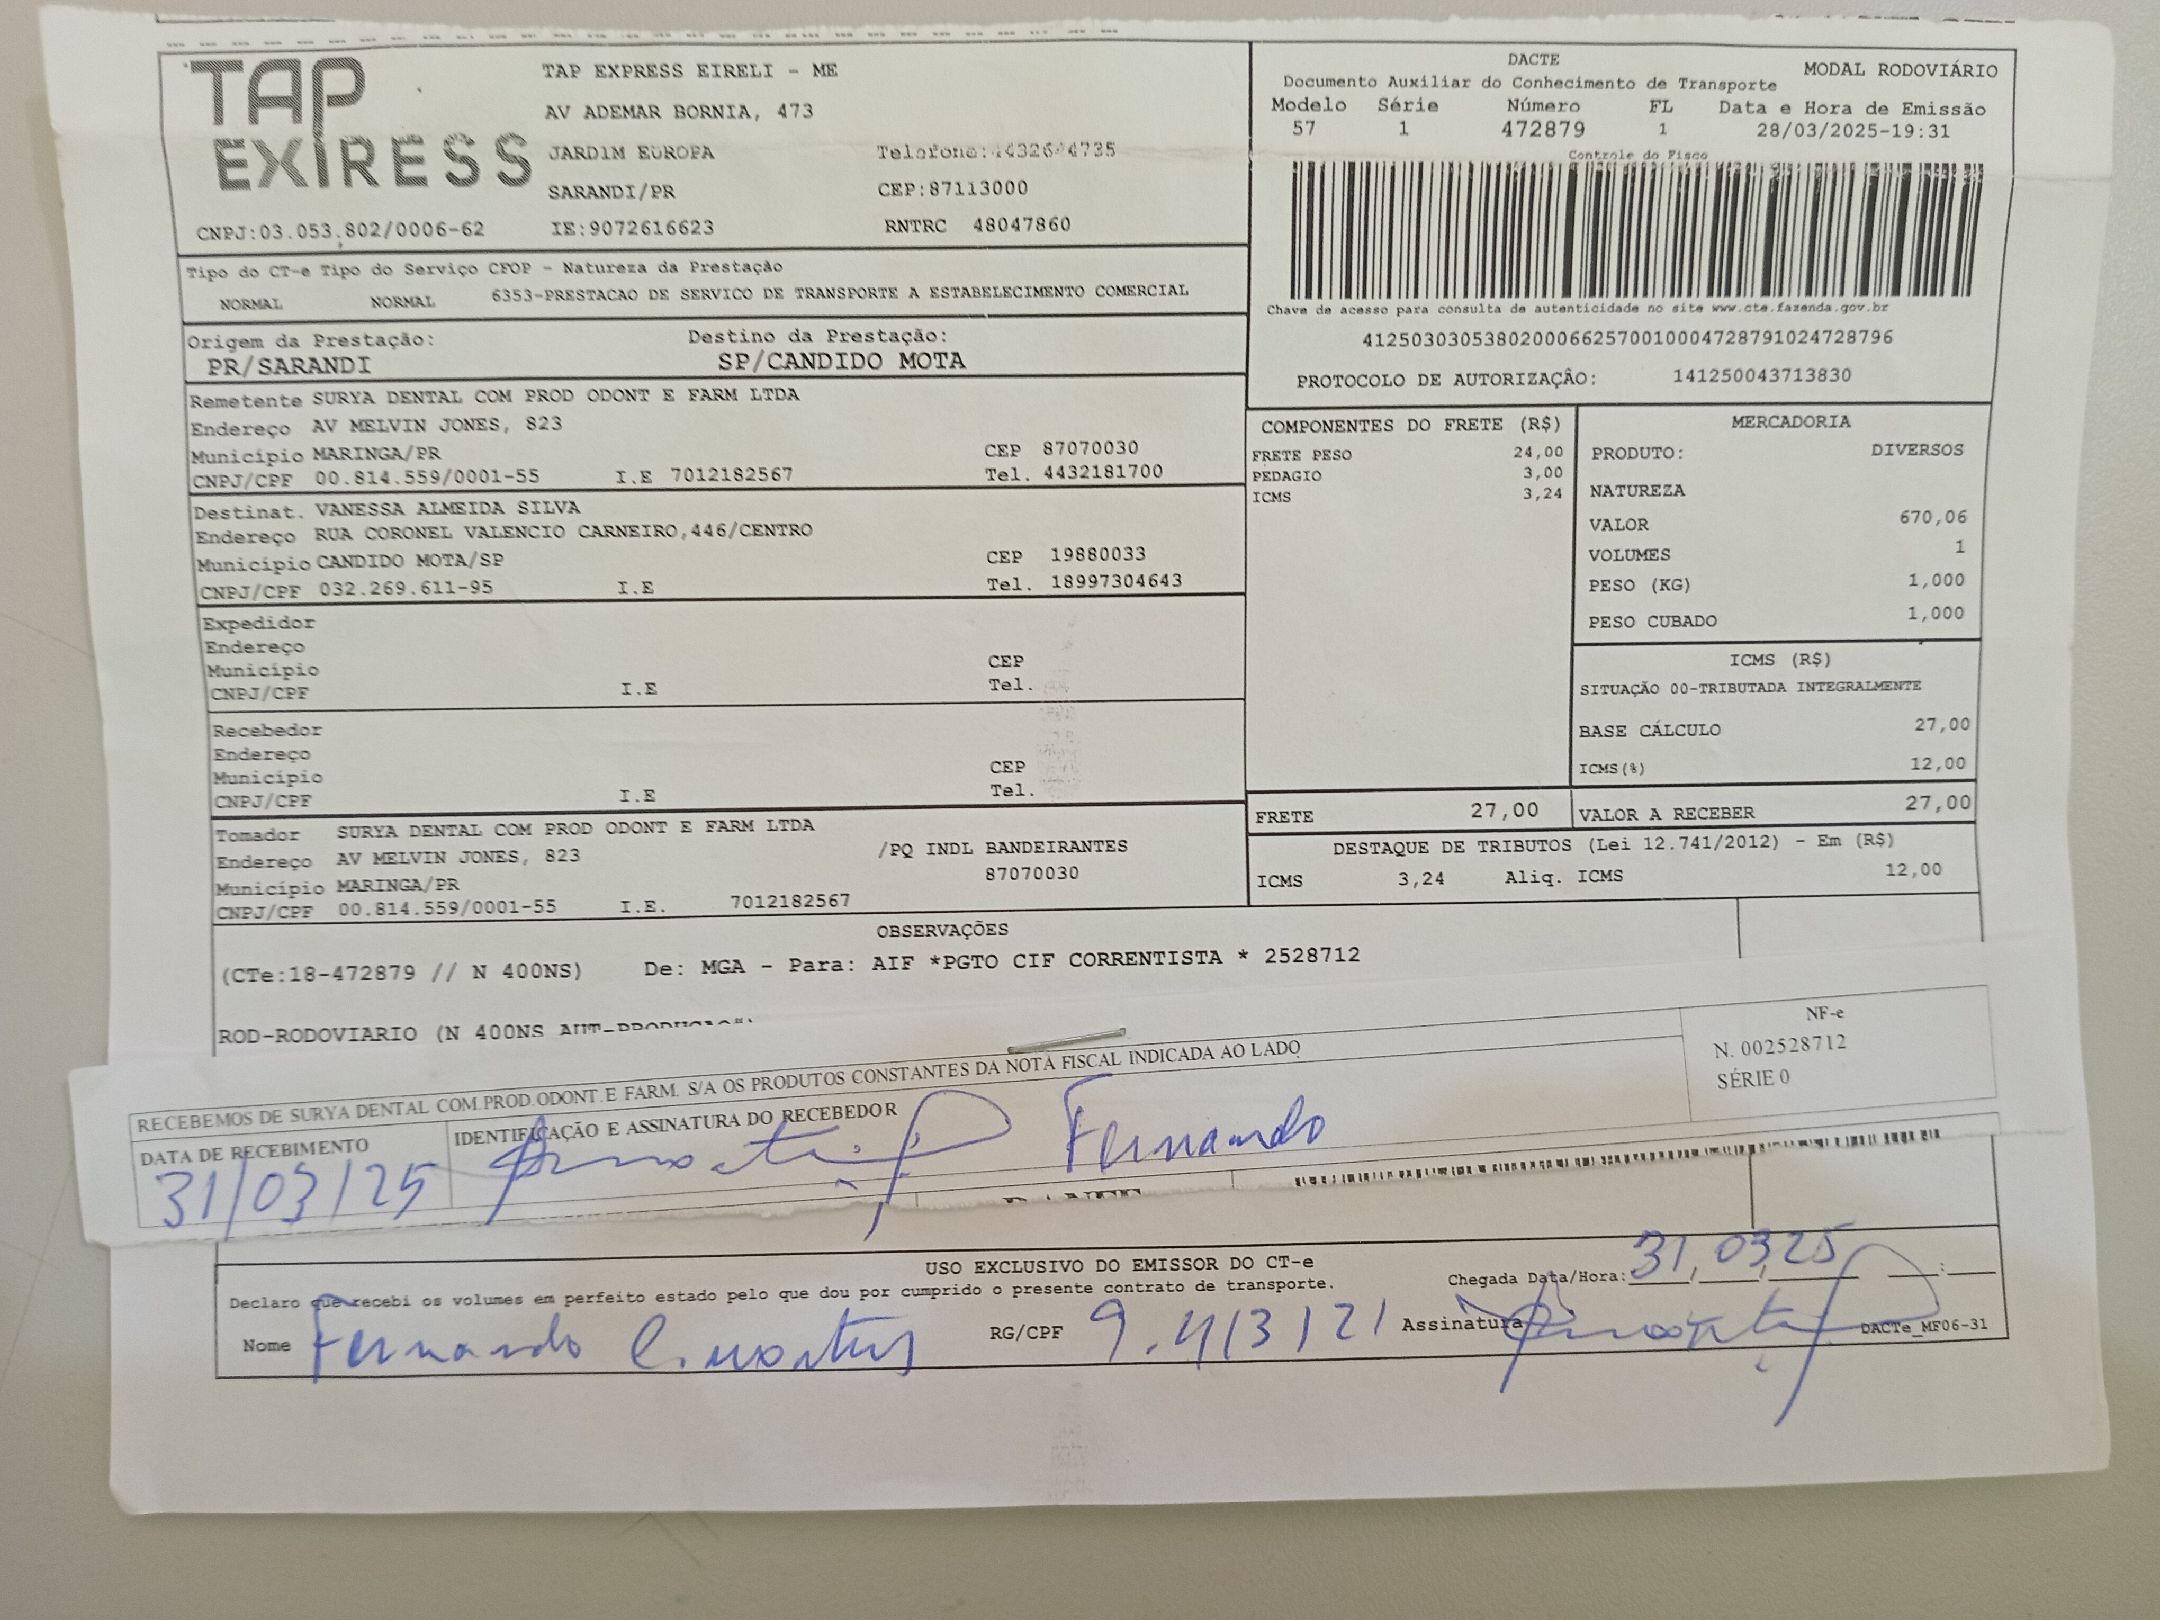 TAP
EXIRESS
TAP EXPRESS EIRELI - ME
AV ADEMAR BORNIA, 473
JARDIM EUROPA
SARANDI/PR
CEP:87113000
CNPJ:03.053.802/0006-62 IE:9072616623 RNTRC 48047860
DACTE
Documento Auxiliar do Conhecimento de Transporte
MODAL RODOVIÁRIO
Modelo Série Número FL Data e Hora de Emissão
57 1 472879 1 28/03/2025-19:31
Controle do Fisco
Chave de acesso para consulta de autenticidade no site www.cte.fazenda.gov.br
41250303053802000662570010004728791024728796
PROTOCOLO DE AUTORIZAÇÂO: 141250043713830
Tipo do CT-e Tipo do Serviço CFOP - Natureza da Prestação
NORMAL NORMAL 6353-PRESTACAO DE SERVICO DE TRANSPORTE A ESTABELECIMENTO COMERCIAL
Origem da Prestação: Destino da Prestação:
PR/SARANDI SP/CANDIDO MOTA
Remetente SURYA DENTAL COM PROD ODONT E FARM LTDA
Endereço AV MELVIN JONES, 823
Município MARINGA/PR CEP 87070030
CNPJ/CPF 00.814.559/0001-55 I.E 7012182567 Tel. 4432181700
Destinat. VANESSA ALMEIDA SILVA
Endereço RUA CORONEL VALENCIO CARNEIRO,446/CENTRO
Município CANDIDO MOTA/SP CEP 19880033
CNPJ/CPF 032.269.611-95 I.E Tel. 18997304643
Expedidor
Endereço
Município CEP
CNPJ/CPF I.E Tel.
Recebedor
Endereço
Município CEP
CNPJ/CPF I.E Tel.
Tomador SURYA DENTAL COM PROD ODONT E FARM LTDA
Endereço AV MELVIN JONES, 823 /PQ INDL BANDEIRANTES
Município MARINGA/PR 87070030
CNPJ/CPF 00.814.559/0001-55 I.E. 7012182567
COMPONENTES DO FRETE (R$)
FRETE PESO 24,00
PEDAGIO 3,00
ICMS 3,24
MERCADORIA
PRODUTO: DIVERSOS
NATUREZA
VALOR 670,06
VOLUMES 1
PESO (KG) 1,000
PESO CUBADO 1,000
ICMS (R$)
SITUAÇÃO 00-TRIBUTADA INTEGRALMENTE
BASE CÁLCULO 27,00
ICMS(%) 12,00
FRETE 27,00 VALOR A RECEBER 27,00
DESTAQUE DE TRIBUTOS (Lei 12.741/2012) - Em (R$)
ICMS 3,24 Aliq. ICMS 12,00
OBSERVAÇÕES
(CTe:18-472879 // N 400NS) De: MGA - Para: AIF *PGTO CIF CORRENTISTA * 2528712
ROD-RODOVIARIO (N 400NS
RECEBEMOS DE SURYA DENTAL COM.PROD.ODONT.E FARM. S/A OS PRODUTOS CONSTANTES DA NOTA FISCAL INDICADA AO LADO
NF-e
N. 002528712
SÉRIE 0
DATA DE RECEBIMENTO IDENTIFICAÇÃO E ASSINATURA DO RECEBEDOR
31/03/25 Fernando
USO EXCLUSIVO DO EMISSOR DO CT-e
Declaro que recebi os volumes em perfeito estado pelo que dou por cumprido o presente contrato de transporte. Chegada Data/Hora: 31,03,25 :
Nome Fernando RG/CPF Assinatura DACTe_MF06-31